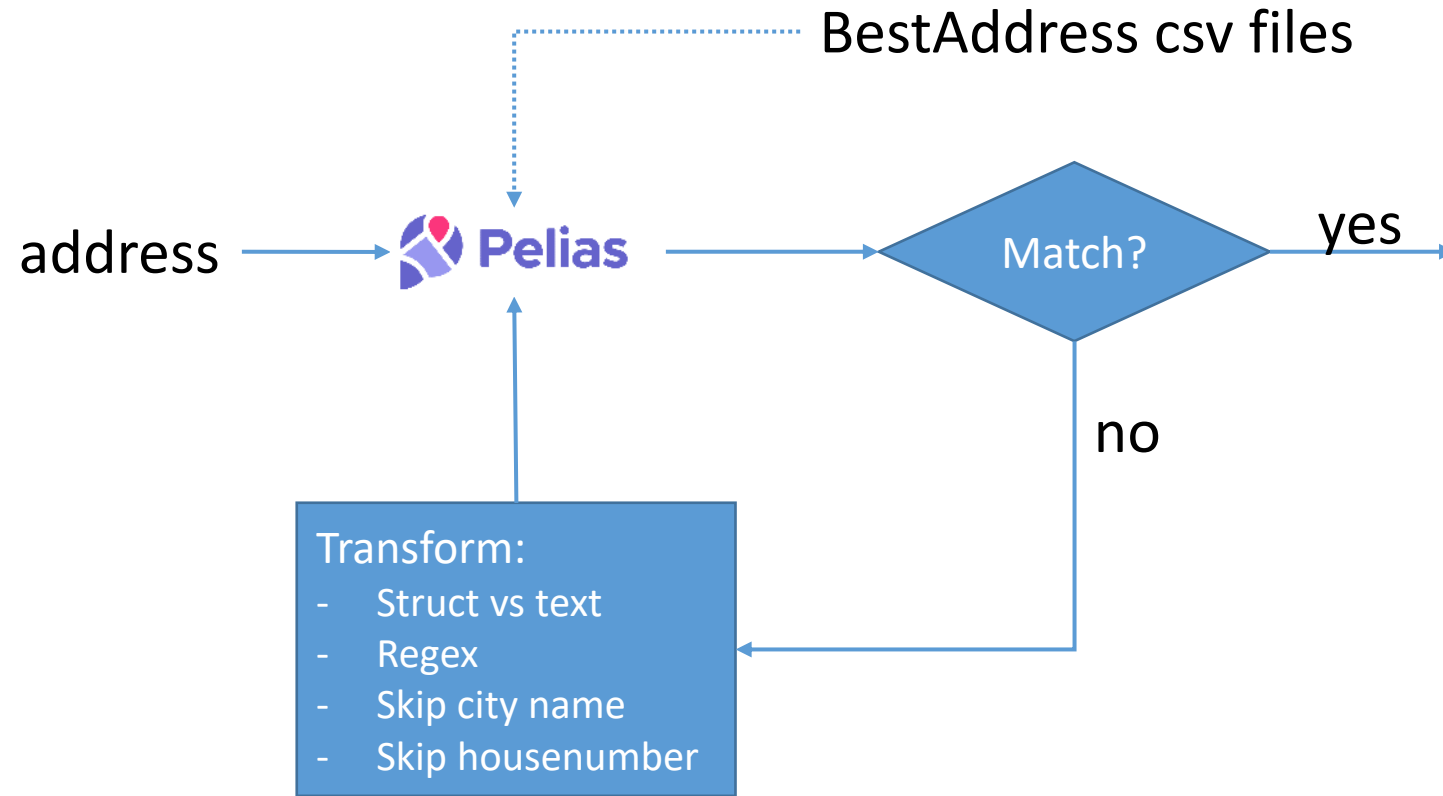 BestAddress csv files
address
Pelias
Match?
yes
no
Transform:
- Struct vs text
- Regex
- Skip city name
- Skip housenumber